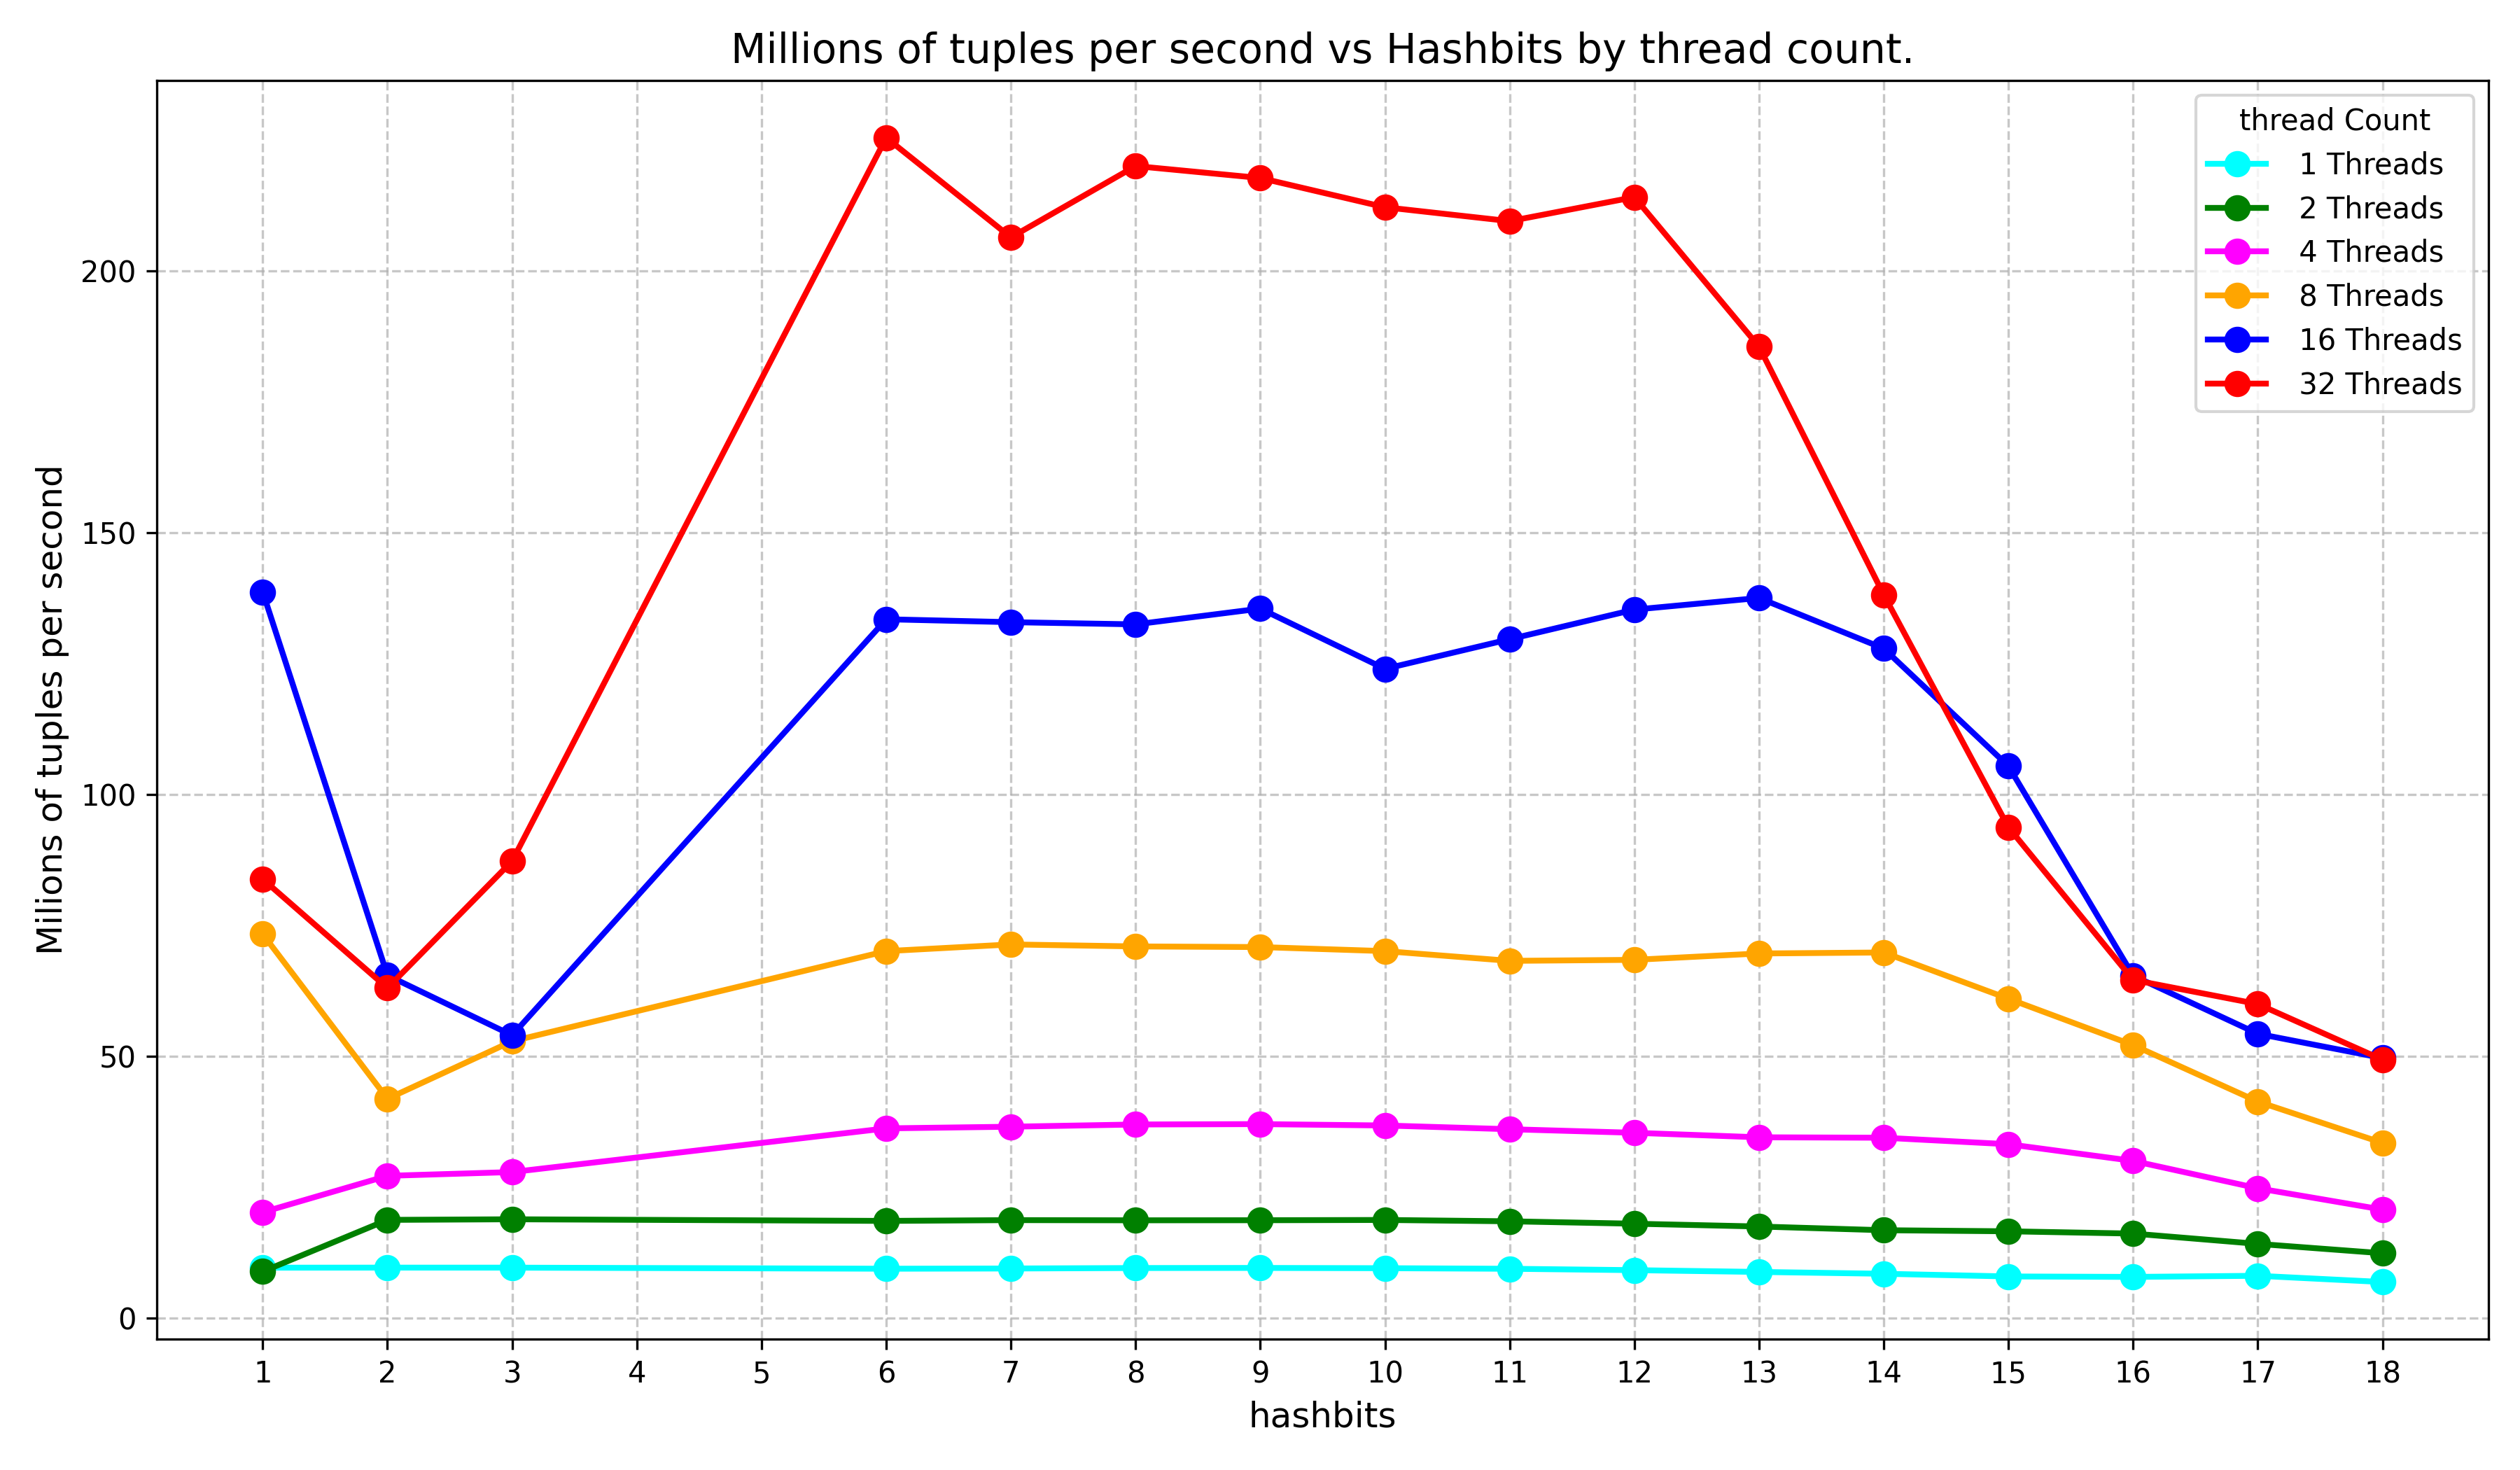 Millions of tuples per second vs Hashbits by thread count.
thread Count
1 Threads
2 Threads
4 Threads
8 Threads
16 Threads
32 Threads
Milions of tuples per second
200
150
100
50
0
1 2 3 4 5 6 7 8 9 10 11 12 13 14 15 16 17 18
hashbits